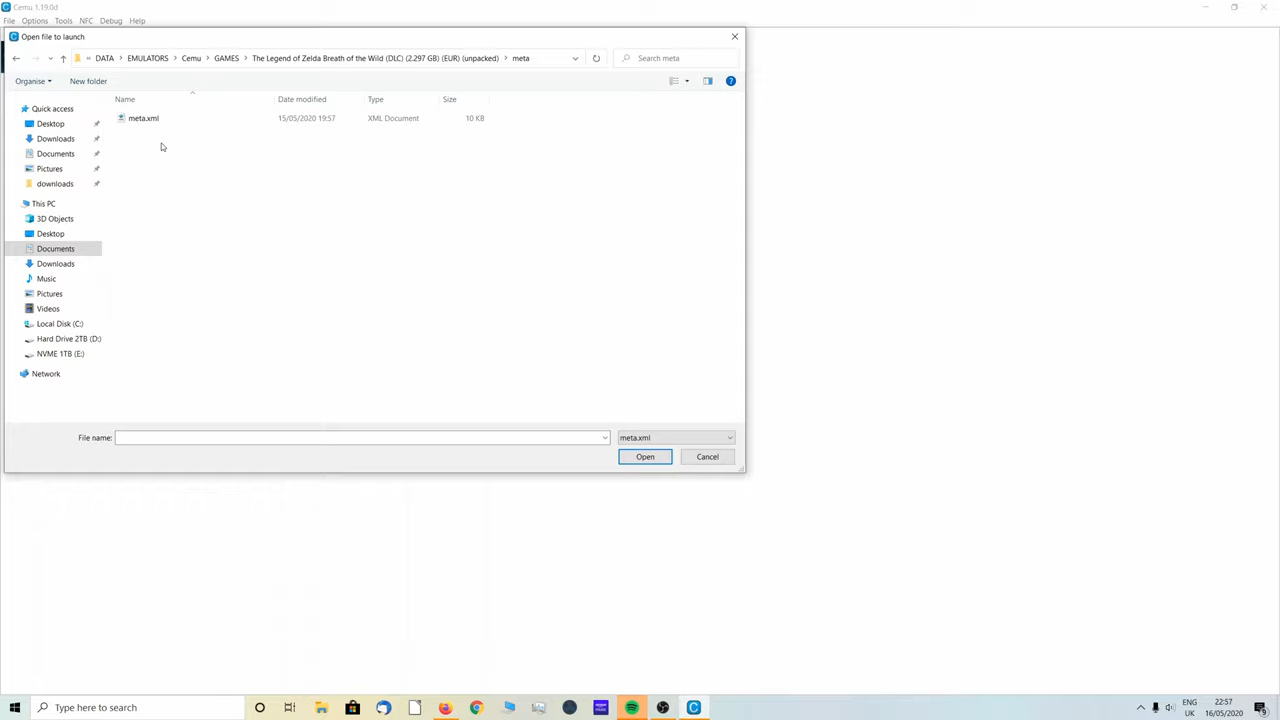 Cemu 1.19.0d
File Options Tools NFC Debug Help
Open file to launch
« DATA > EMULATORS > Cemu > GAMES > The Legend of Zelda Breath of the Wild (DLC) (2.297 GB) (EUR) (unpacked) > meta
Search meta
Organise New folder
Name Date modified Type Size
meta.xml 15/05/2020 19:57 XML Document 10 KB
Quick access
Desktop
Downloads
Documents
Pictures
downloads
This PC
3D Objects
Desktop
Documents
Downloads
Music
Pictures
Videos
Local Disk (C:)
Hard Drive 2TB (D:)
NVME 1TB (E:)
Network
File name: meta.xml
Open Cancel
Type here to search
ENG 22:57
UK 16/05/2020 9